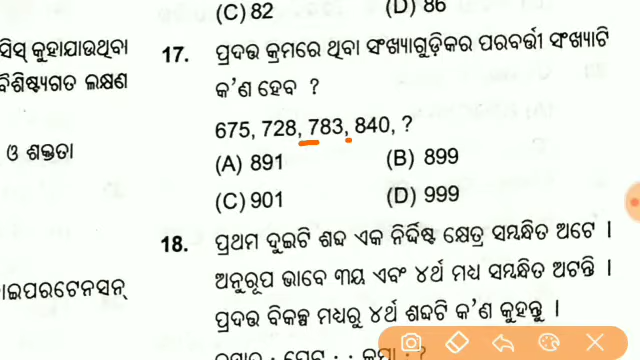 (C) 82
(D) 86
ସିସ୍ କୁହାଯାଉଥିବା
ବିଶିଷ୍ଟ୍ୟଗତ ଲକ୍ଷଣ
ଓ ଶକ୍ତତା
ାଇପରଟେନସନ୍
17. ପ୍ରଦତ୍ତ କ୍ରମରେ ଥିବା ସଂଖ୍ୟାଗୁଡ଼ିକର ପରବର୍ତ୍ତୀ ସଂଖ୍ୟାଟି
କ'ଣ ହେବ ?
675, 728, 783, 840, ?
(A) 891
(B) 899
(C) 901
(D) 999
18. ପ୍ରଥମ ଦୁଇଟି ଶବ୍ଦ ଏକ ନିର୍ଦ୍ଦିଷ୍ଟ କ୍ଷେତ୍ର ସମ୍ବନ୍ଧିତ ଅଟେ ।
ଅନୁରୂପ ଭାବେ ୩ୟ ଏବଂ ୪ର୍ଥ ମଧ୍ୟ ସମ୍ବନ୍ଧିତ ଅଟନ୍ତି ।
ପ୍ରଦତ୍ତ ବିକଳ୍ପ ମଧ୍ୟରୁ ୪ର୍ଥ ଶବ୍ଦଟି କ'ଣ କୁହନ୍ତୁ ।